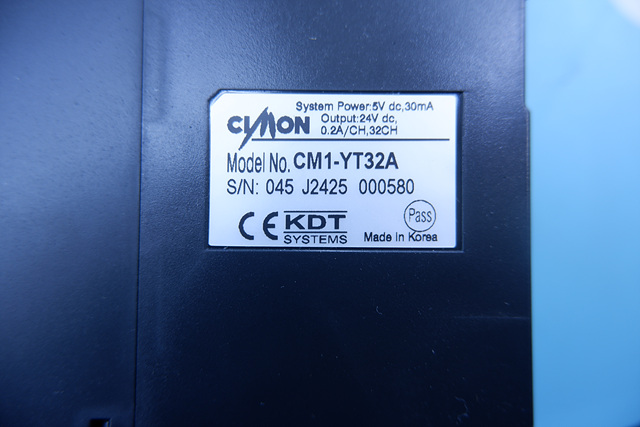 System Power:5V dc,30mA
CIMON
Output:24V dc,
0.2A/CH,32CH
Model No. CM1-YT32A
S/N: 045 J2425 000580
CE KDT
SYSTEMS
Pass
Made in Korea